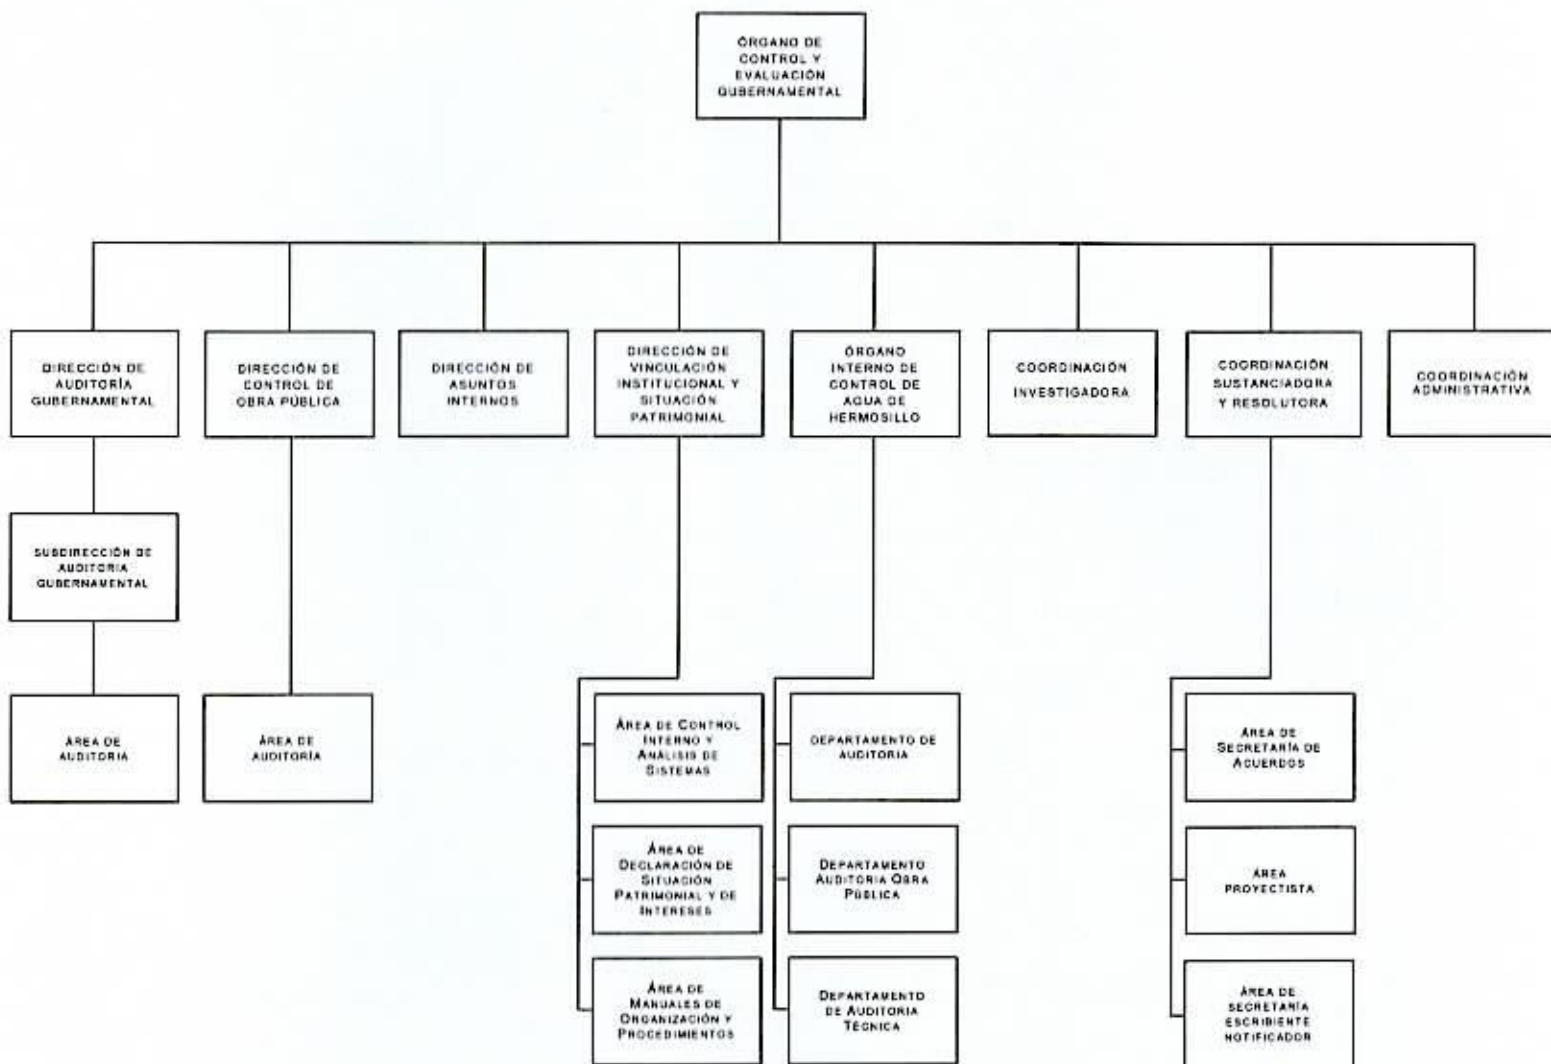 ÓRGANO DE
CONTROL Y
EVALUACIÓN
GUBERNAMENTAL
DIRECCIÓN DE
AUDITORÍA
GUBERNAMENTAL
DIRECCIÓN DE
CONTROL DE
OBRA PÚBLICA
DIRECCIÓN DE
ASUNTOS
INTERNOS
DIRECCIÓN DE
VINCULACIÓN
INSTITUCIONAL Y
SITUACIÓN
PATRIMONIAL
ÓRGANO
INTERNO DE
CONTROL DE
AGUA DE
HERMOSILLO
COORDINACIÓN
INVESTIGADORA
COORDINACIÓN
SUSTANCIADORA
Y RESOLUTORA
COORDINACIÓN
ADMINISTRATIVA
SUBDIRECCIÓN DE
AUDITORIA
GUBERNAMENTAL
ÁREA DE
AUDITORIA
ÁREA DE
AUDITORÍA
ÁREA DE CONTROL
INTERNO Y
ANÁLISIS DE
SISTEMAS
DEPARTAMENTO DE
AUDITORIA
ÁREA DE
SECRETARÍA DE
ACUERDOS
ÁREA DE
DECLARACIÓN DE
SITUACIÓN
PATRIMONIAL Y DE
INTERESES
DEPARTAMENTO
AUDITORIA OBRA
PÚBLICA
ÁREA
PROYECTISTA
ÁREA DE
MANUALES DE
ORGANIZACIÓN Y
PROCEDIMIENTOS
DEPARTAMENTO
DE AUDITORIA
TÉCNICA
ÁREA DE
SECRETARÍA
ESCRIBIENTE
NOTIFICADOR